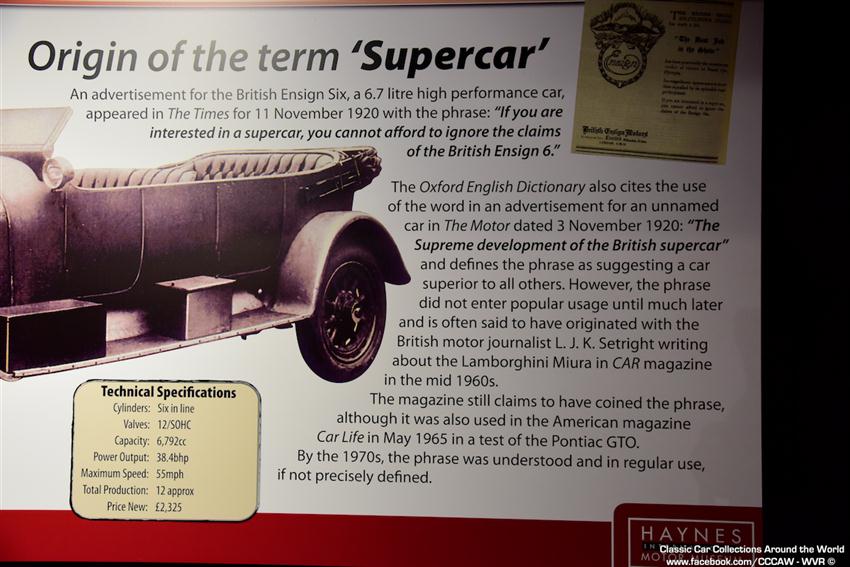 Origin of the term ‘Supercar’
An advertisement for the British Ensign Six, a 6.7 litre high performance car,
appeared in The Times for 11 November 1920 with the phrase: “If you are
interested in a supercar, you cannot afford to ignore the claims
of the British Ensign 6.”
"The Best Job
in the Show"
Ensign
British Ensign Motors
The Oxford English Dictionary also cites the use
of the word in an advertisement for an unnamed
car in The Motor dated 3 November 1920: “The
Supreme development of the British supercar”
and defines the phrase as suggesting a car
superior to all others. However, the phrase
did not enter popular usage until much later
and is often said to have originated with the
British motor journalist L. J. K. Setright writing
about the Lamborghini Miura in CAR magazine
in the mid 1960s.
The magazine still claims to have coined the phrase,
although it was also used in the American magazine
Car Life in May 1965 in a test of the Pontiac GTO.
By the 1970s, the phrase was understood and in regular use,
if not precisely defined.
Technical Specifications
Cylinders: Six in line
Valves: 12/SOHC
Capacity: 6,792cc
Power Output: 38.4bhp
Maximum Speed: 55mph
Total Production: 12 approx
Price New: £2,325
HAYNES
MOTOR MUSEUM
Classic Car Collections Around the World
www.facebook.com/CCCAW - WVR ©